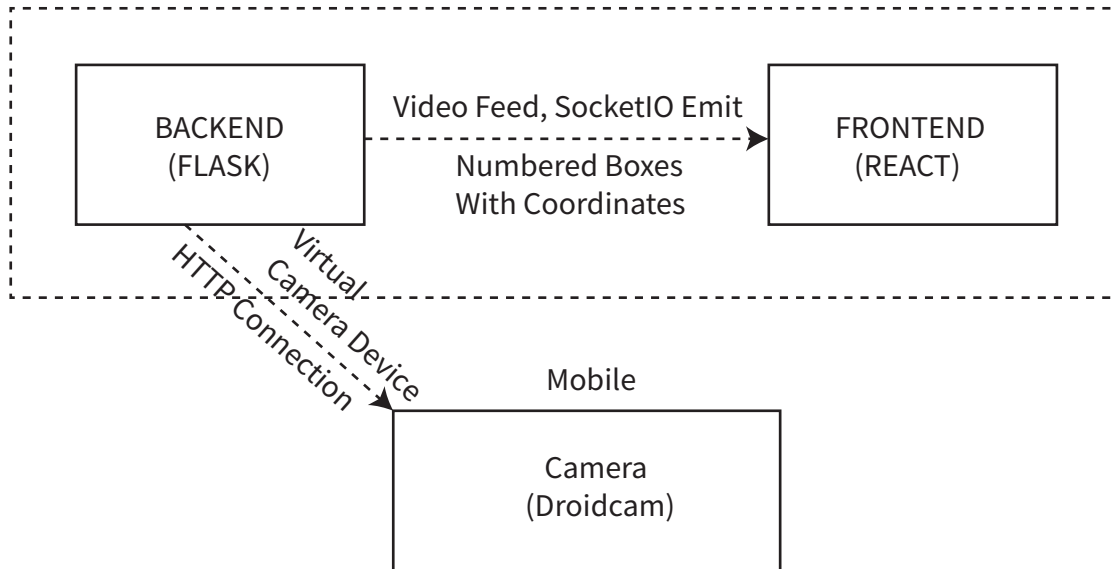 BACKEND
(FLASK)
Video Feed, SocketIO Emit
Numbered Boxes
With Coordinates
FRONTEND
(REACT)
Virtual
Camera Device
HTTP Connection
Mobile
Camera
(Droidcam)